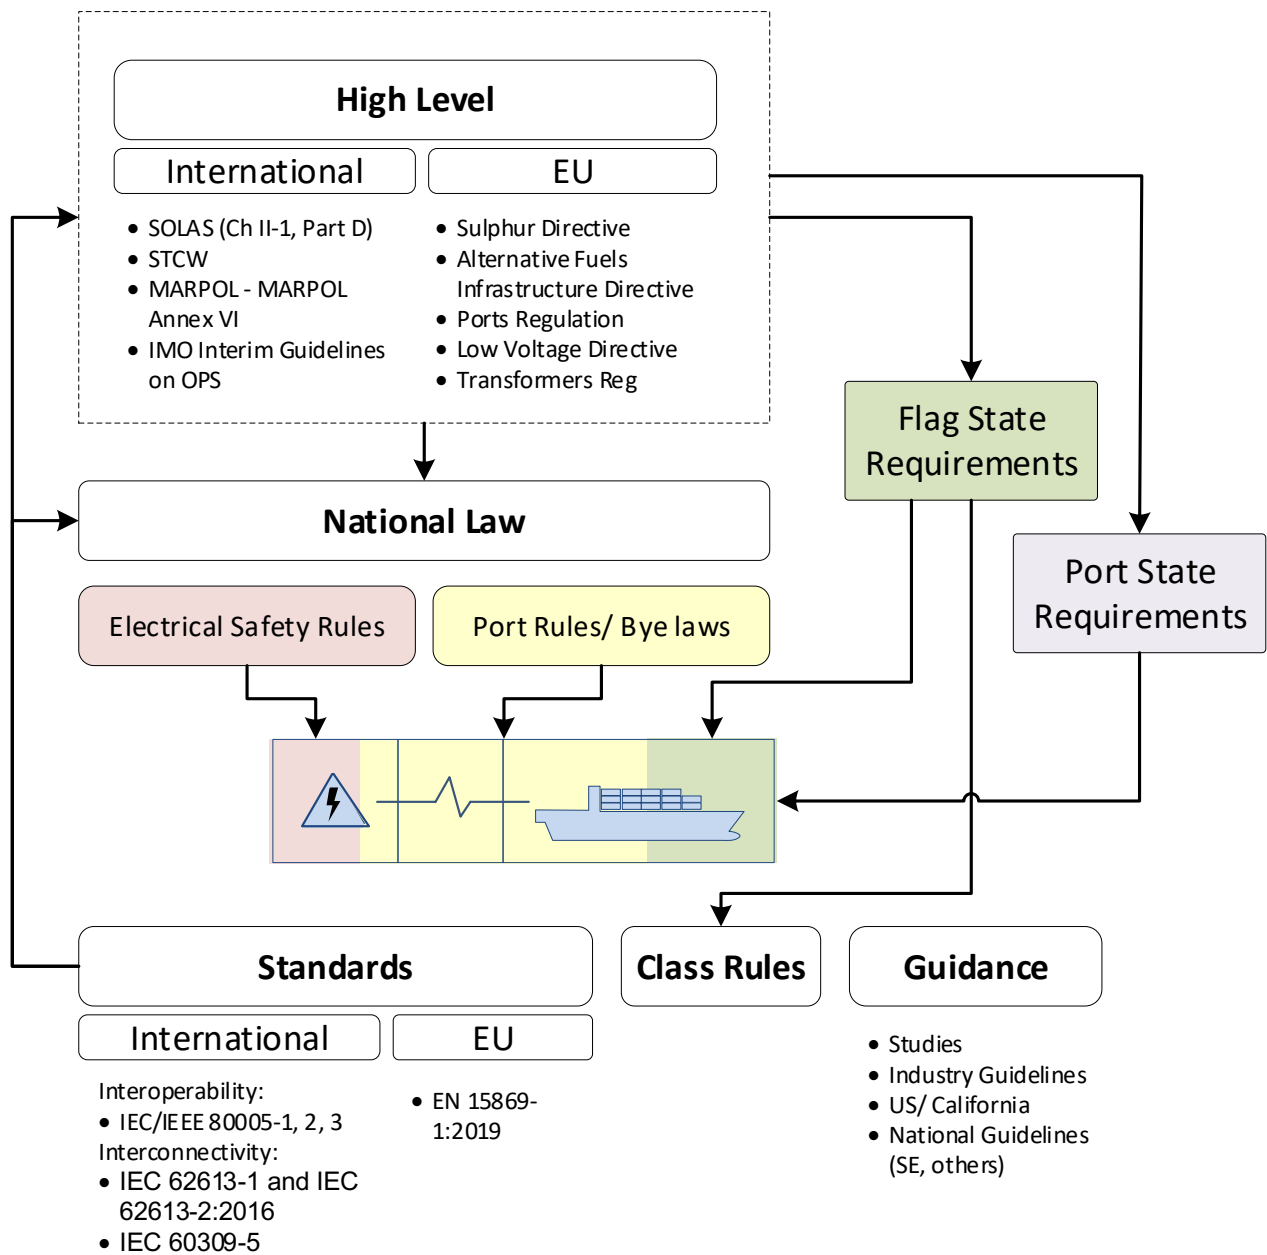 High Level
International
EU
• SOLAS (Ch II-1, Part D)
• STCW
• MARPOL - MARPOL
Annex VI
• IMO Interim Guidelines
on OPS
• Sulphur Directive
• Alternative Fuels
Infrastructure Directive
• Ports Regulation
• Low Voltage Directive
• Transformers Reg
Flag State
Requirements
National Law
Port State
Requirements
Electrical Safety Rules
Port Rules/ Bye laws
Standards
Class Rules
Guidance
International
EU
Interoperability:
• IEC/IEEE 80005-1, 2, 3
Interconnectivity:
• IEC 62613-1 and IEC
62613-2:2016
• IEC 60309-5
• EN 15869-
1:2019
• Studies
• Industry Guidelines
• US/ California
• National Guidelines
(SE, others)